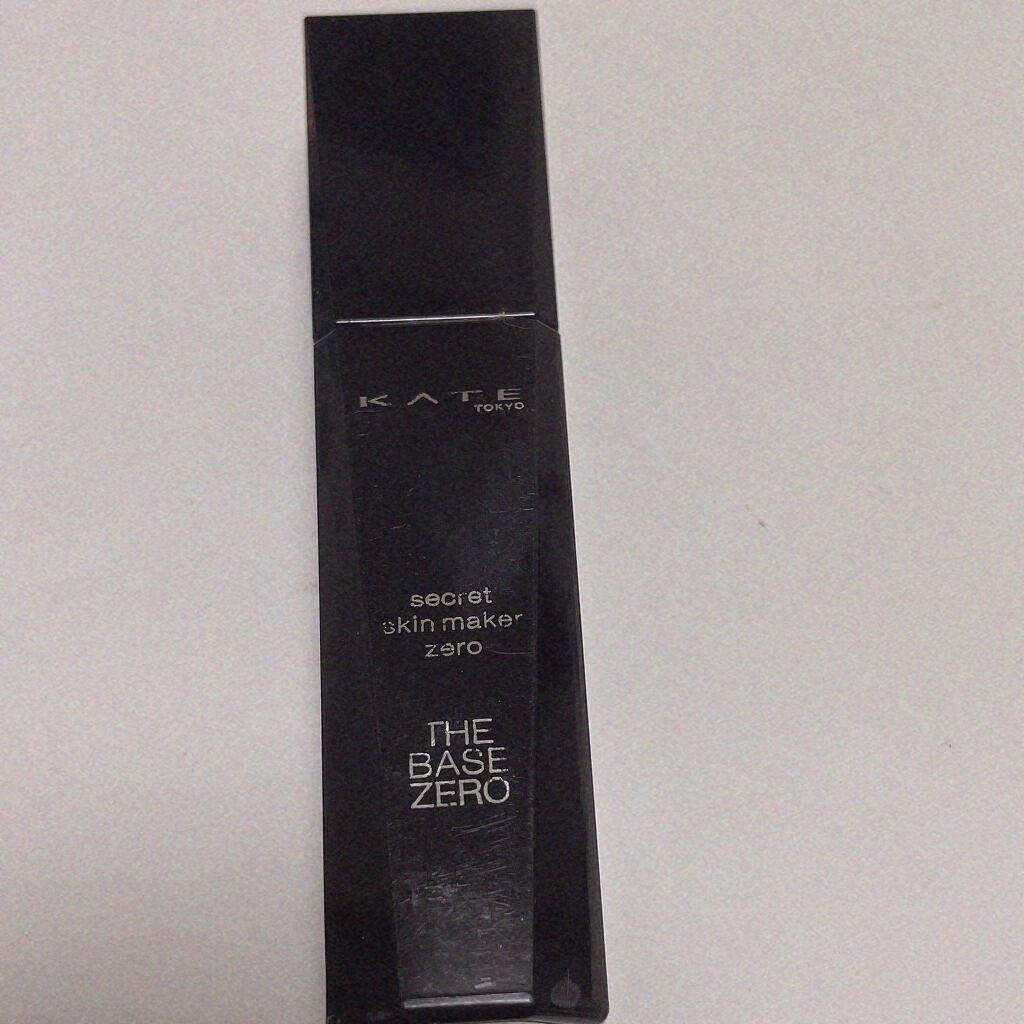 KATE
TOKYO
secret
skin maker
zero
THE
BASE
ZERO